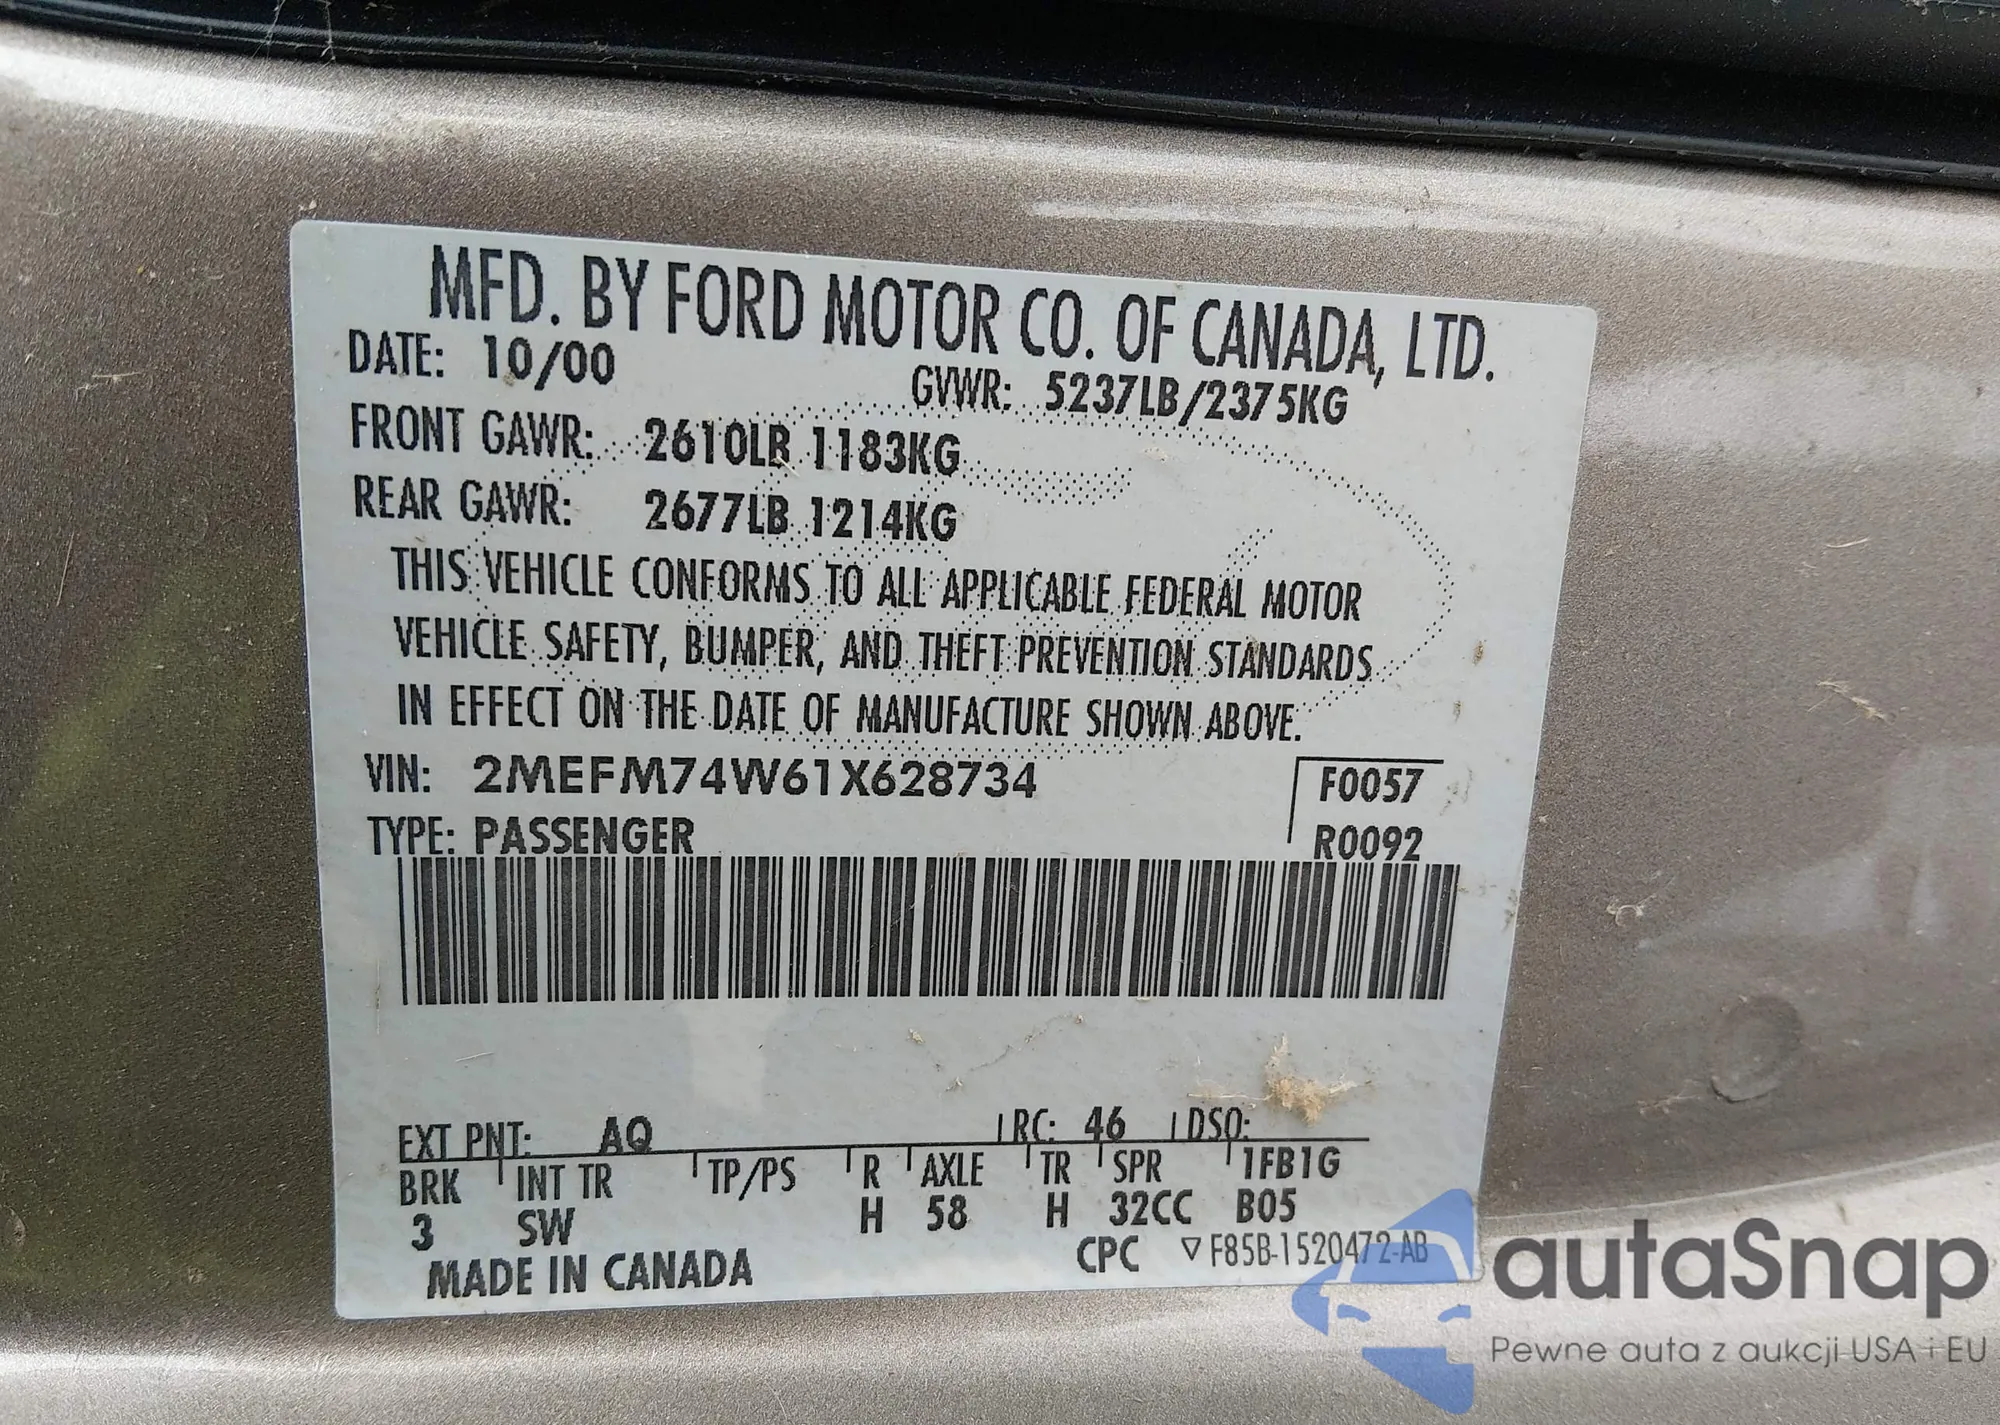 MFD. BY FORD MOTOR CO. OF CANADA, LTD.
DATE: 10/00
GVWR: 5237LB/2375KG
FRONT GAWR: 2610LB 1183KG
REAR GAWR: 2677LB 1214KG
THIS VEHICLE CONFORMS TO ALL APPLICABLE FEDERAL MOTOR
VEHICLE SAFETY, BUMPER, AND THEFT PREVENTION STANDARDS
IN EFFECT ON THE DATE OF MANUFACTURE SHOWN ABOVE.
VIN: 2MEFM74W61X628734
F0057
TYPE: PASSENGER
R0092
EXT PNT: AQ RC: 46 DSO:
BRK INT TR TP/PS R AXLE TR SPR 1FB1G
3 SW H 58 H 32CC B05
MADE IN CANADA
CPC ▽ F85B-1520472-AB
autoSnap
Pewne auta z aukcji USA i EU